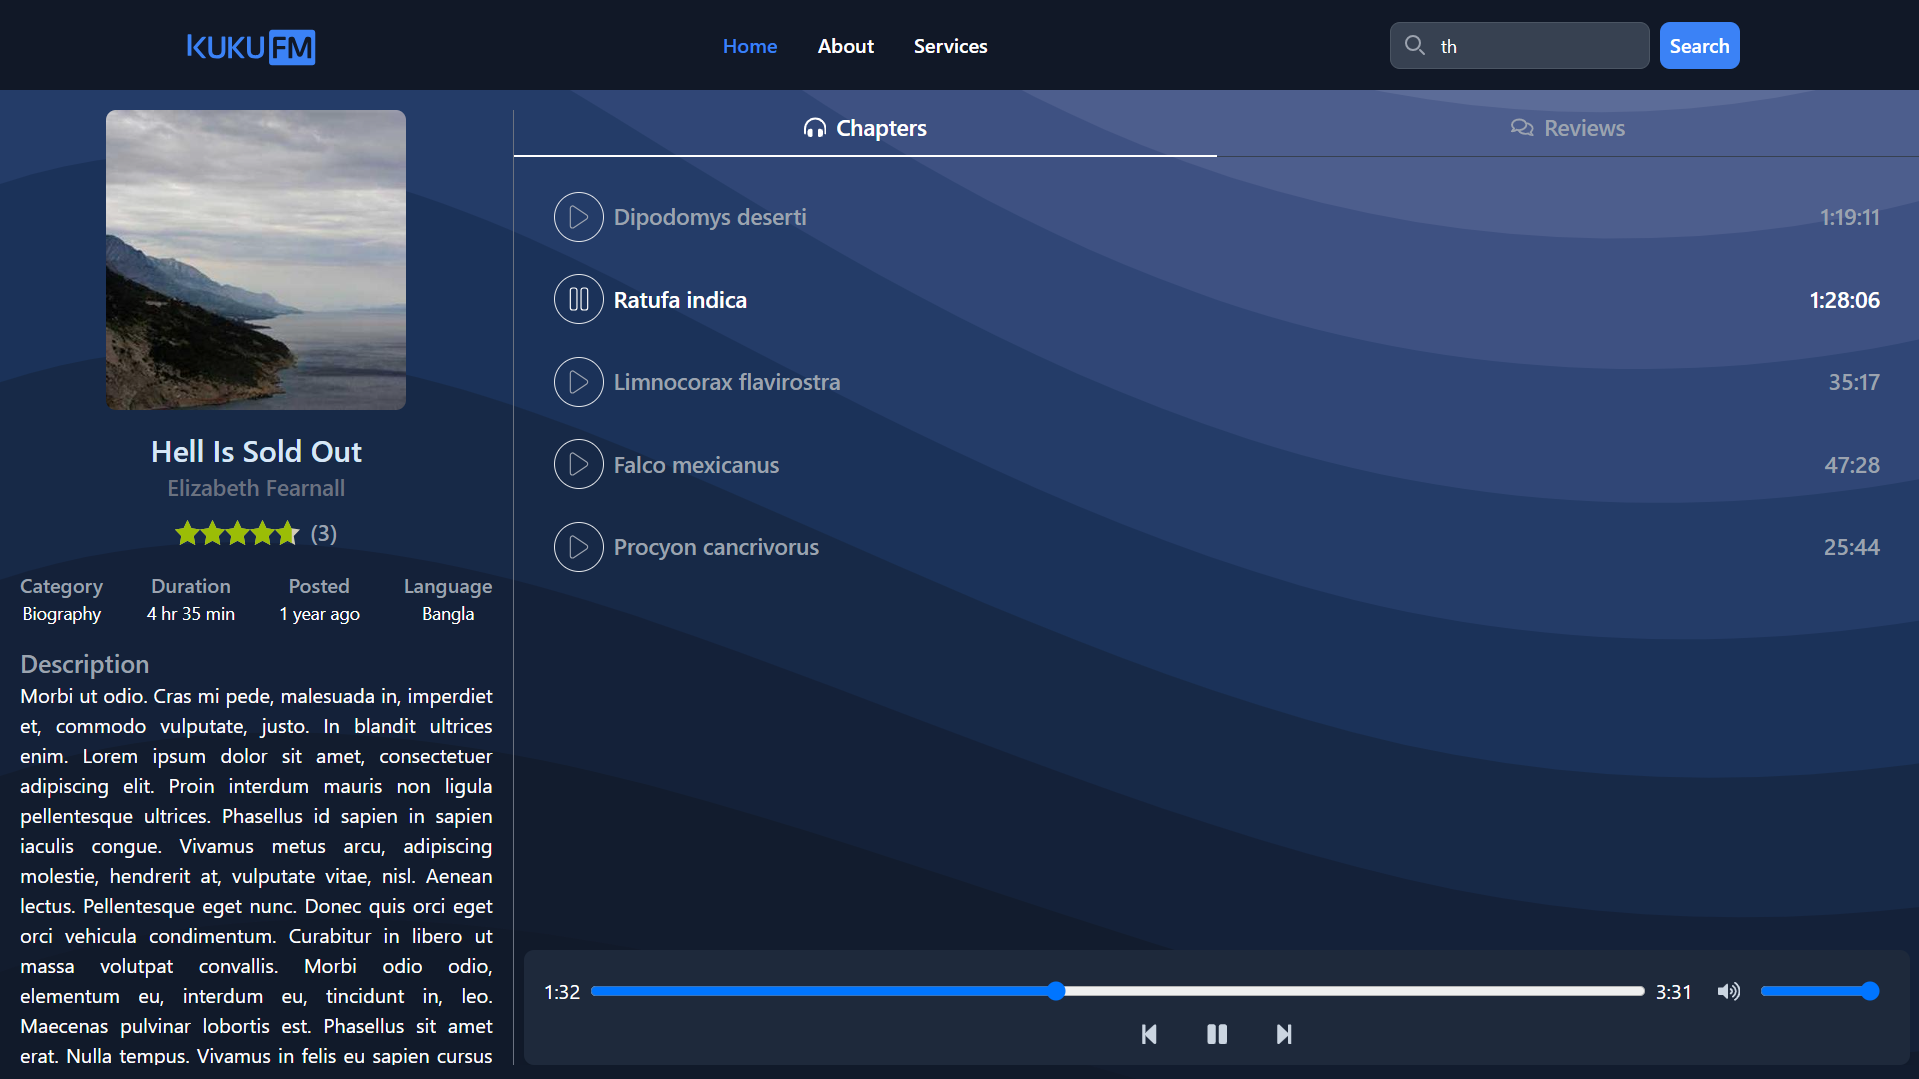 KUKU FM
Home About Services
th
Search
Hell Is Sold Out
Elizabeth Fearnall
(3)
Category Duration Posted Language
Biography 4 hr 35 min 1 year ago Bangla
Description
Morbi ut odio. Cras mi pede, malesuada in, imperdiet
et, commodo vulputate, justo. In blandit ultrices
enim. Lorem ipsum dolor sit amet, consectetuer
adipiscing elit. Proin interdum mauris non ligula
pellentesque ultrices. Phasellus id sapien in sapien
iaculis congue. Vivamus metus arcu, adipiscing
molestie, hendrerit at, vulputate vitae, nisl. Aenean
lectus. Pellentesque eget nunc. Donec quis orci eget
orci vehicula condimentum. Curabitur in libero ut
massa volutpat convallis. Morbi odio odio,
elementum eu, interdum eu, tincidunt in, leo.
Maecenas pulvinar lobortis est. Phasellus sit amet
erat. Nulla tempus. Vivamus in felis eu sapien cursus
Chapters Reviews
Dipodomys deserti 1:19:11
Ratufa indica 1:28:06
Limnocorax flavirostra 35:17
Falco mexicanus 47:28
Procyon cancrivorus 25:44
1:32 3:31